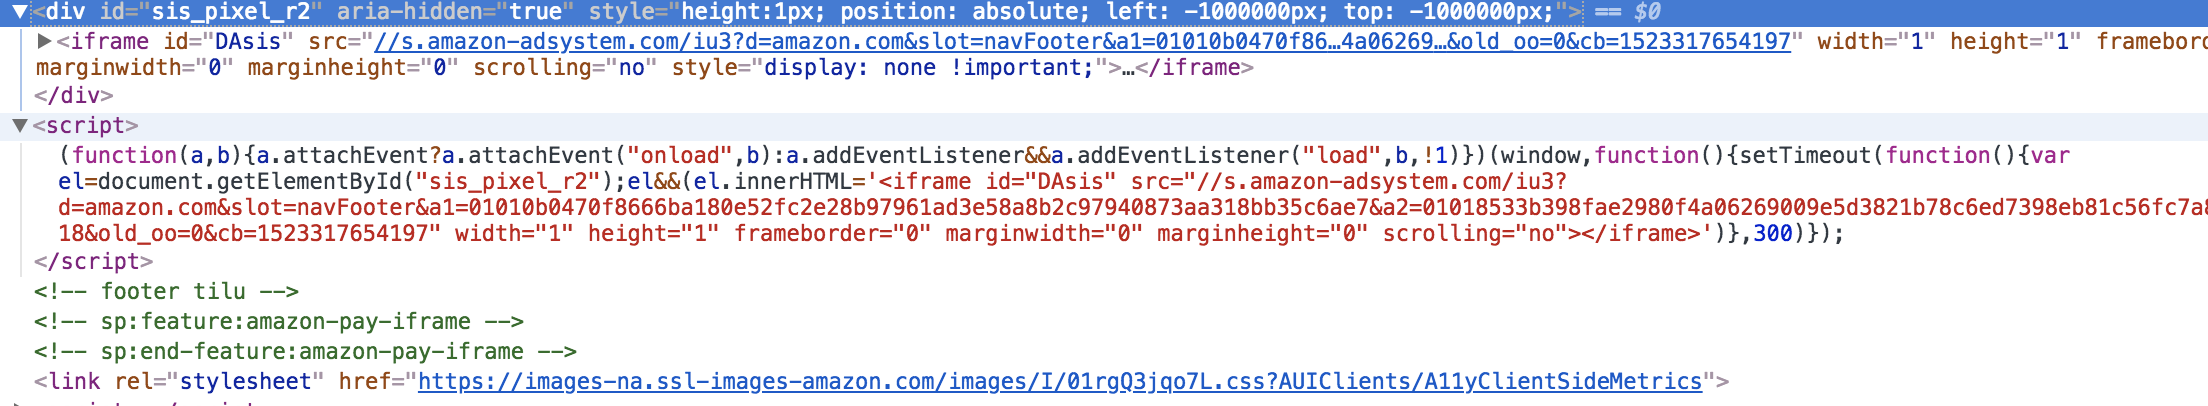 ▼<div id="sis_pixel_r2" aria-hidden="true" style="height:1px; position: absolute; left: -1000000px; top: -1000000px;"> == $0
▶<iframe id="DAsis" src="//s.amazon-adsystem.com/iu3?d=amazon.com&slot=navFooter&a1=01010b0470f86…4a06269…&old_oo=0&cb=1523317654197" width="1" height="1" framebord
marginwidth="0" marginheight="0" scrolling="no" style="display: none !important;">…</iframe>
</div>
▼<script>
(function(a,b){a.attachEvent?a.attachEvent("onload",b):a.addEventListener&&a.addEventListener("load",b,!1)})(window,function(){setTimeout(function(){var
el=document.getElementById("sis_pixel_r2");el&&(el.innerHTML='<iframe id="DAsis" src="//s.amazon-adsystem.com/iu3?
d=amazon.com&slot=navFooter&a1=01010b0470f8666ba180e52fc2e28b97961ad3e58a8b2c97940873aa318bb35c6ae7&a2=01018533b398fae2980f4a06269009e5d3821b78c6ed7398eb81c56fc7a8
18&old_oo=0&cb=1523317654197" width="1" height="1" frameborder="0" marginwidth="0" marginheight="0" scrolling="no"></iframe>')},300)});
</script>
<!-- footer tilu -->
<!-- sp:feature:amazon-pay-iframe -->
<!-- sp:end-feature:amazon-pay-iframe -->
<link rel="stylesheet" href="https://images-na.ssl-images-amazon.com/images/I/01rgQ3jqo7L.css?AUIClients/A11yClientSideMetrics">